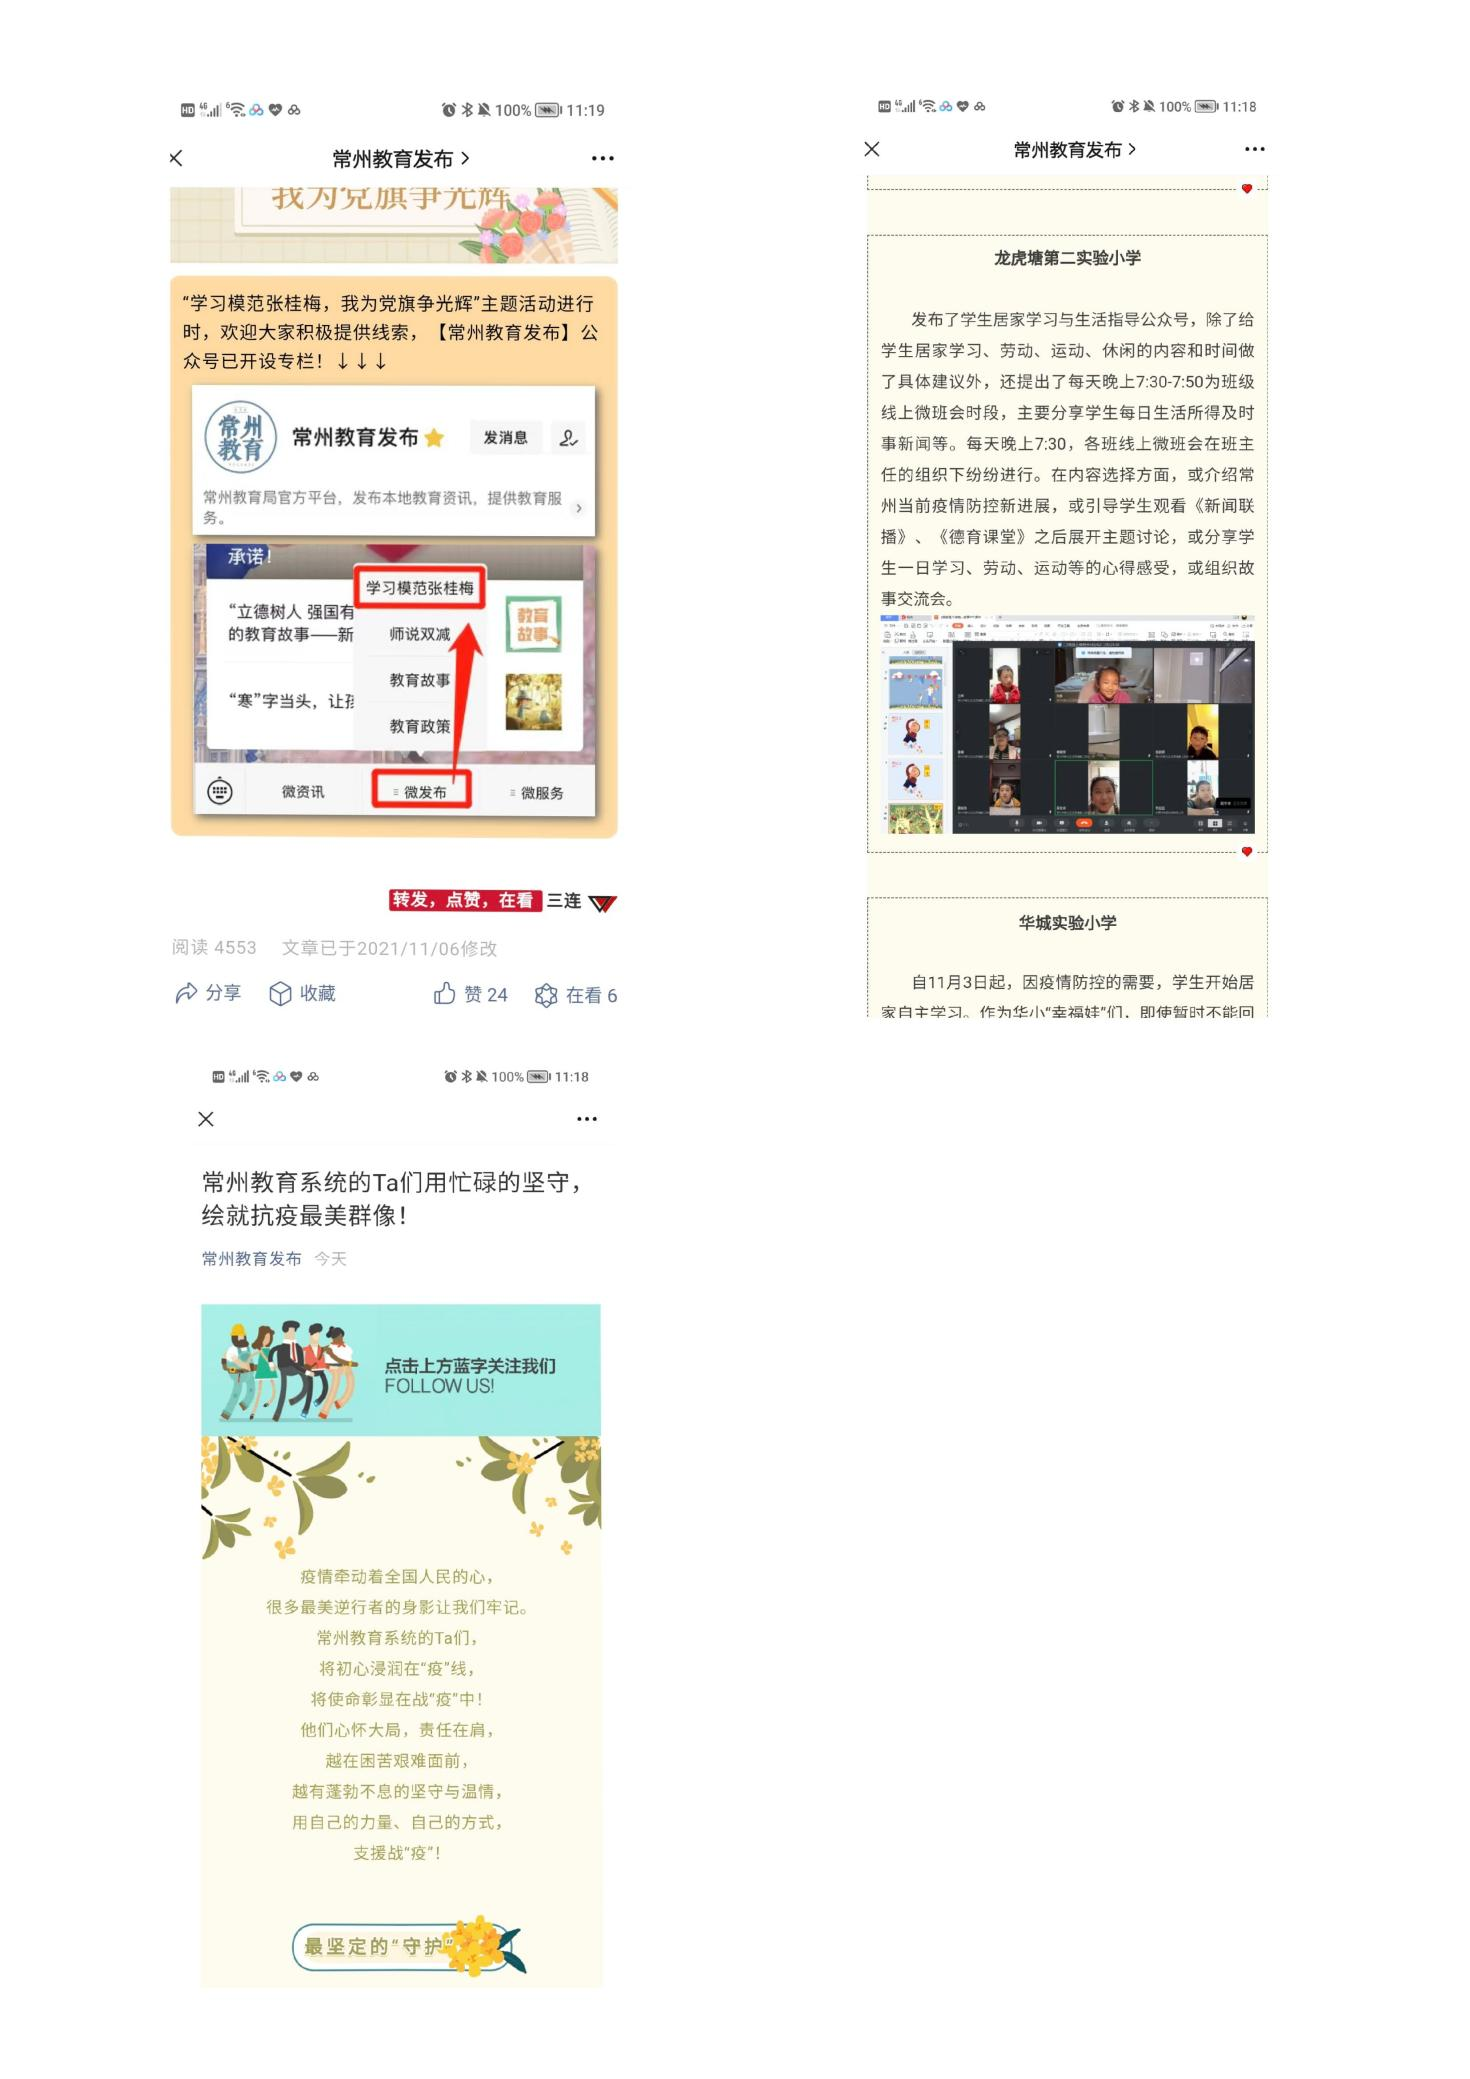 HD 4G 6 100% 11:19
常州教育发布 >
我为党旗争光辉
“学习模范张桂梅，我为党旗争光辉”主题活动进行
时，欢迎大家积极提供线索，【常州教育发布】公
众号已开设专栏！↓↓↓
常州
教育
常州教育发布
发消息
常州教育局官方平台，发布本地教育资讯，提供教育服
务。
承诺！
学习模范张桂梅
“立德树人 强国有
的教育故事——新
师说双减
教育
故事
教育故事
“寒”字当头，让孩
教育政策
微资讯
微发布
微服务
转发，点赞，在看 三连
阅读 4553 文章已于2021/11/06修改
分享 收藏 赞 24 在看 6
HD 4G 6 100% 11:18
常州教育发布 >
龙虎塘第二实验小学
发布了学生居家学习与生活指导公众号，除了给
学生居家学习、劳动、运动、休闲的内容和时间做
了具体建议外，还提出了每天晚上7:30-7:50为班级
线上微班会时段，主要分享学生每日生活所得及时
事新闻等。每天晚上7:30，各班线上微班会在班主
任的组织下纷纷进行。在内容选择方面，或介绍常
州当前疫情防控新进展，或引导学生观看《新闻联
播》、《德育课堂》之后展开主题讨论，或分享学
生一日学习、劳动、运动等的心得感受，或组织故
事交流会。
华城实验小学
自11月3日起，因疫情防控的需要，学生开始居
家自主学习。作为华小“幸福娃”们，即使暂时不能回
HD 4G 6 100% 11:18
常州教育系统的Ta们用忙碌的坚守，
绘就抗疫最美群像！
常州教育发布 今天
点击上方蓝字关注我们
FOLLOW US!
疫情牵动着全国人民的心，
很多最美逆行者的身影让我们牢记。
常州教育系统的Ta们，
将初心浸润在“疫”线，
将使命彰显在战“疫”中！
他们心怀大局，责任在肩，
越在困苦艰难面前，
越有蓬勃不息的坚守与温情，
用自己的力量、自己的方式，
支援战“疫”！
最坚定的“守护”